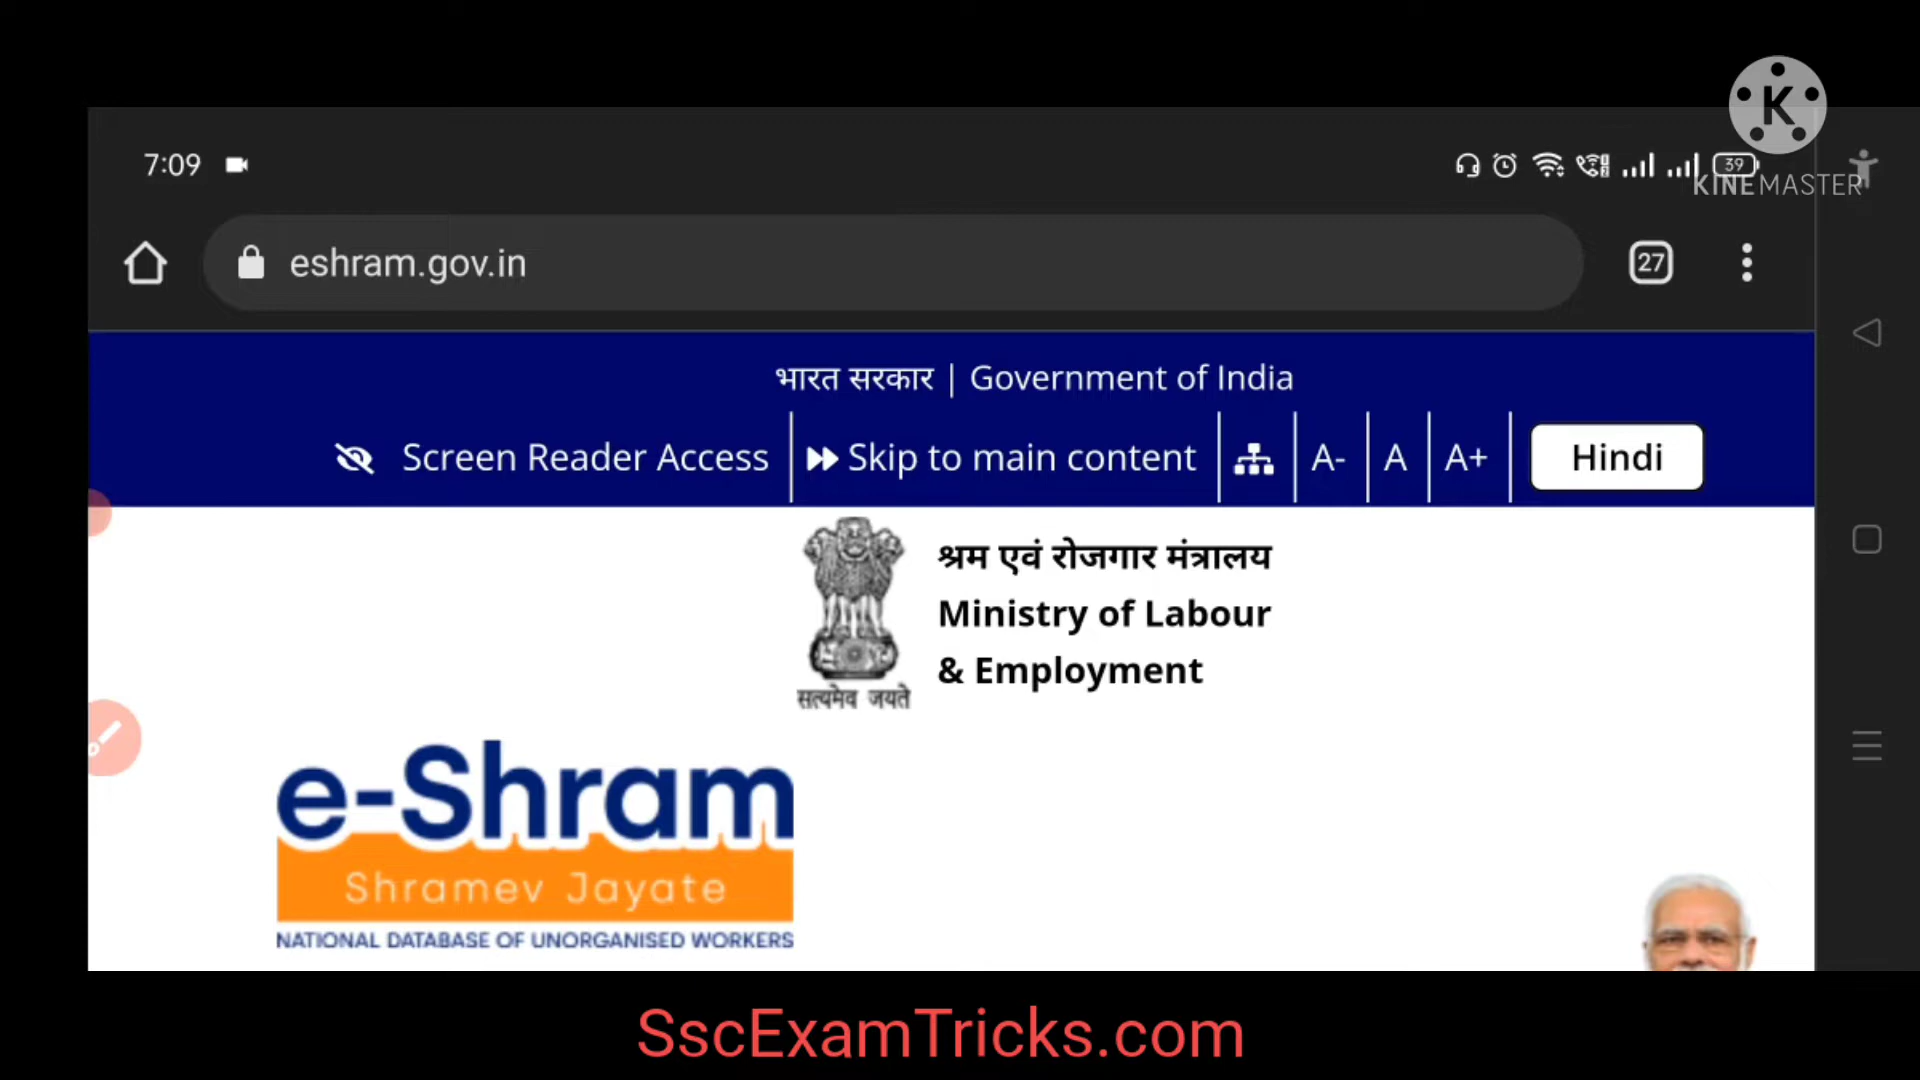 K
KINEMASTER
7:09
39
eshram.gov.in
27
भारत सरकार | Government of India
Screen Reader Access
Skip to main content
A-
A
A+
Hindi
श्रम एवं रोजगार मंत्रालय
Ministry of Labour
& Employment
सत्यमेव जयते
e-Shram
Shramev Jayate
NATIONAL DATABASE OF UNORGANISED WORKERS
SscExamTricks.com